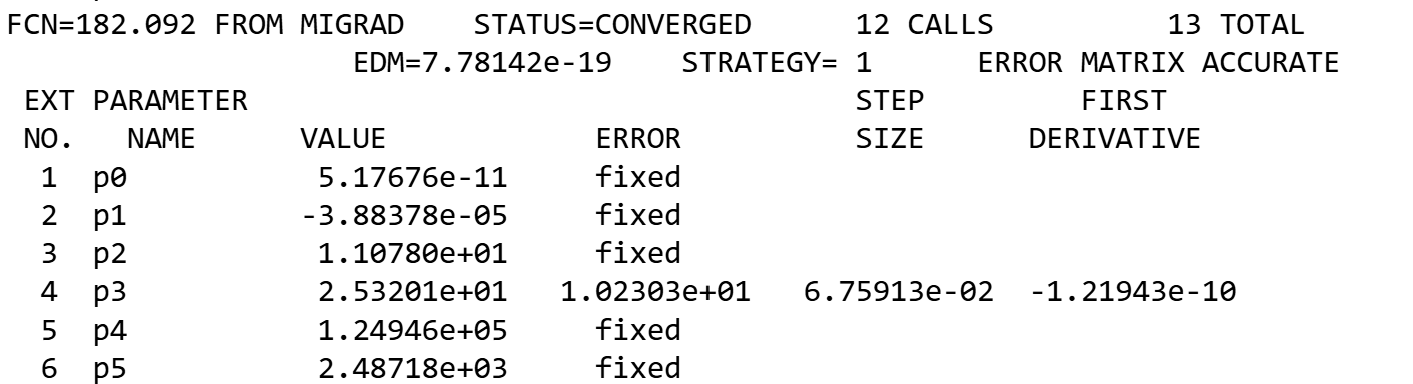 FCN=182.092 FROM MIGRAD    STATUS=CONVERGED      12 CALLS          13 TOTAL
                    EDM=7.78142e-19    STRATEGY= 1      ERROR MATRIX ACCURATE
 EXT PARAMETER                                   STEP         FIRST
 NO.   NAME      VALUE            ERROR          SIZE      DERIVATIVE
  1  p0           5.17676e-11     fixed
  2  p1          -3.88378e-05     fixed
  3  p2           1.10780e+01     fixed
  4  p3           2.53201e+01   1.02303e+01   6.75913e-02  -1.21943e-10
  5  p4           1.24946e+05     fixed
  6  p5           2.48718e+03     fixed